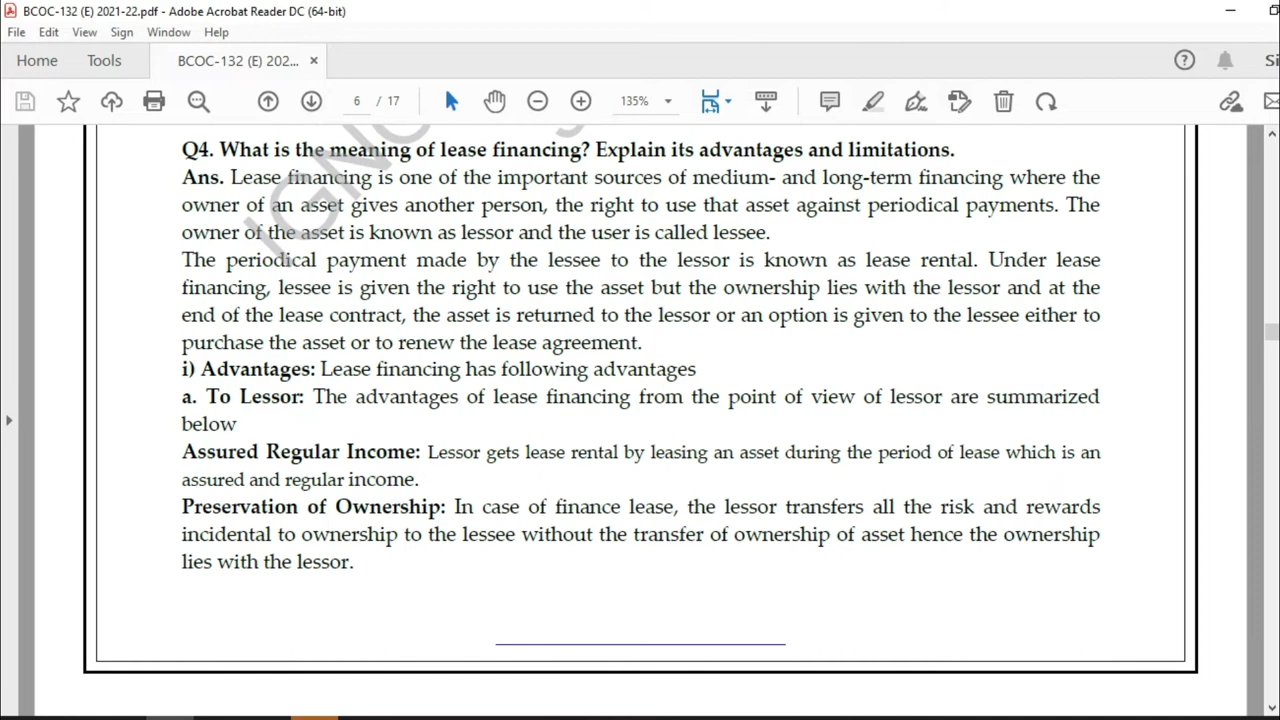 BCOC-132 (E) 2021-22.pdf - Adobe Acrobat Reader DC (64-bit)
File Edit View Sign Window Help
Home Tools BCOC-132 (E) 202... ×
6 / 17 135%
Q4. What is the meaning of lease financing? Explain its advantages and limitations.
Ans. Lease financing is one of the important sources of medium- and long-term financing where the
owner of an asset gives another person, the right to use that asset against periodical payments. The
owner of the asset is known as lessor and the user is called lessee.
The periodical payment made by the lessee to the lessor is known as lease rental. Under lease
financing, lessee is given the right to use the asset but the ownership lies with the lessor and at the
end of the lease contract, the asset is returned to the lessor or an option is given to the lessee either to
purchase the asset or to renew the lease agreement.
i) Advantages: Lease financing has following advantages
a. To Lessor: The advantages of lease financing from the point of view of lessor are summarized
below
Assured Regular Income: Lessor gets lease rental by leasing an asset during the period of lease which is an
assured and regular income.
Preservation of Ownership: In case of finance lease, the lessor transfers all the risk and rewards
incidental to ownership to the lessee without the transfer of ownership of asset hence the ownership
lies with the lessor.